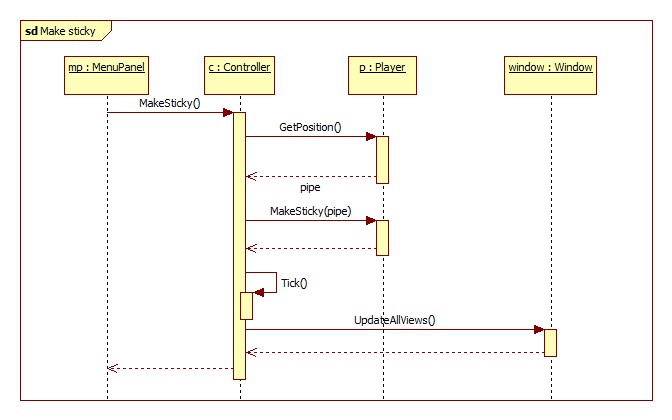 sd Make sticky
mp : MenuPanel
c : Controller
p : Player
window : Window
MakeSticky()
GetPosition()
pipe
MakeSticky(pipe)
Tick()
UpdateAllViews()